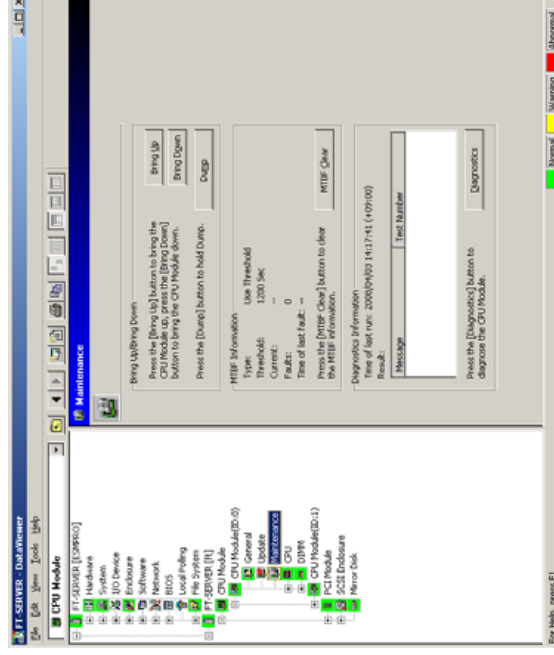 FT-SERVER - DataViewer
File Edit View Tools Help
CPU Module
FT-SERVER [ESMPRO]
Hardware
System
I/O Device
Enclosure
Software
Network
BIOS
Local Polling
File System
FT-SERVER [ft]
CPU Module
CPU Module(ID:0)
General
Update
Maintenance
CPU
DIMM
CPU Module(ID:1)
PCI Module
SCSI Enclosure
Mirror Disk
Maintenance
Bring Up/Bring Down
Press the [Bring Up] button to bring the
CPU Module up, press the [Bring Down]
button to bring the CPU Module down.
Bring Up
Bring Down
Press the [Dump] button to hold Dump.
Dump
MTBF Information
Type: Use Threshold
Threshold: 1200 Sec
Current: --
Faults: 0
Time of last fault: --
Press the [MTBF Clear] button to clear
the MTBF information.
MTBF Clear
Diagnostics Information
Time of last run: 2008/04/03 14:17:41 (+09:00)
Result:
Message Test Number
Press the [Diagnostics] button to
diagnose the CPU Module.
Diagnostics
For Help, press F1
Normal Warning Abnormal